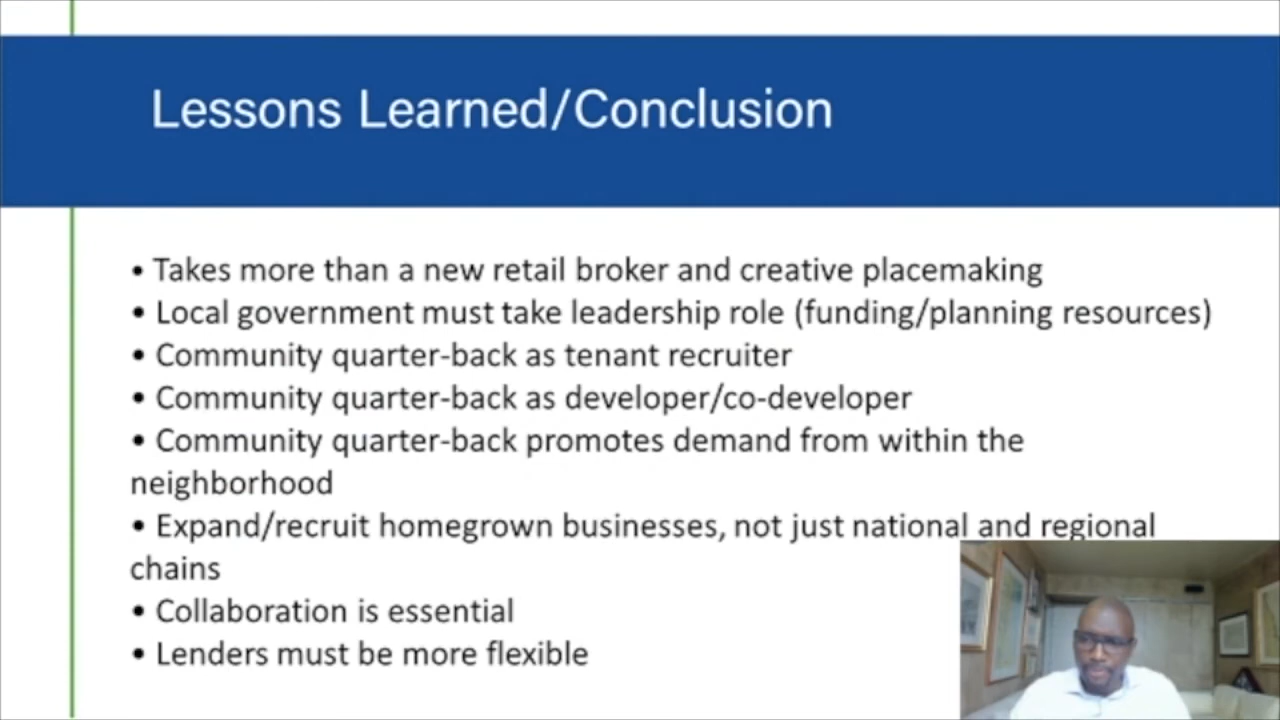 Lessons Learned/Conclusion
• Takes more than a new retail broker and creative placemaking
• Local government must take leadership role (funding/planning resources)
• Community quarter-back as tenant recruiter
• Community quarter-back as developer/co-developer
• Community quarter-back promotes demand from within the
neighborhood
• Expand/recruit homegrown businesses, not just national and regional
chains
• Collaboration is essential
• Lenders must be more flexible